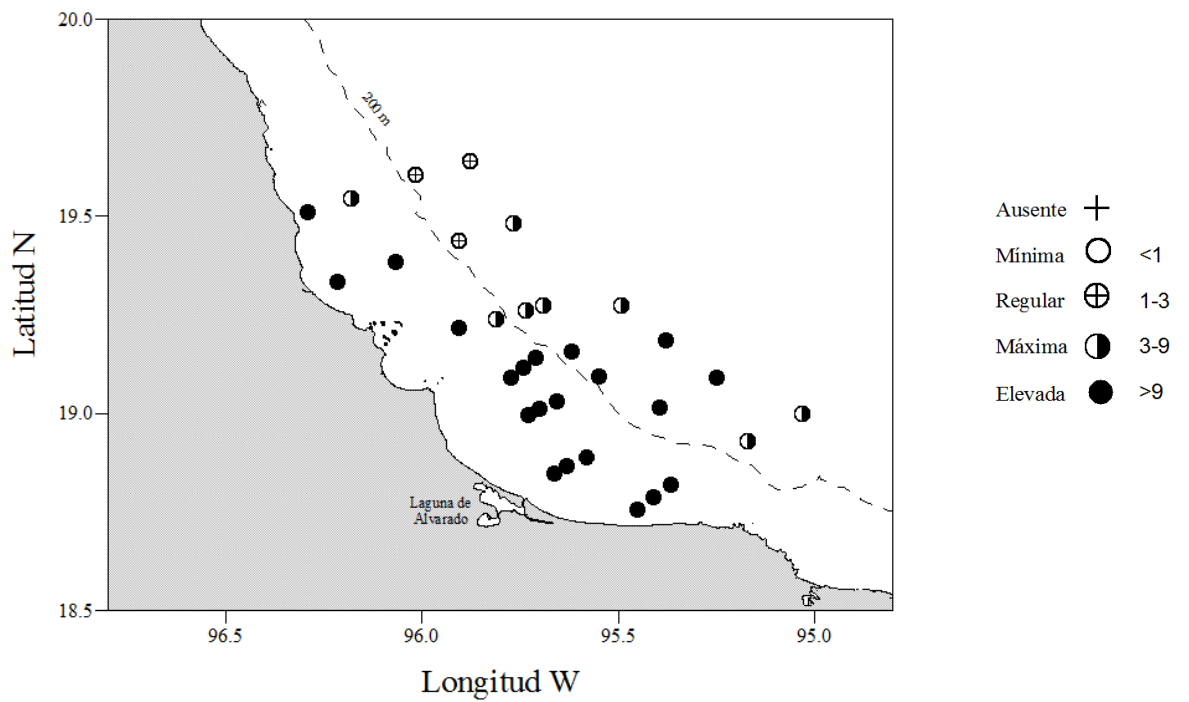 20.0
200 m
19.5
19.0
18.5
Latitud N
Laguna de
Alvarado
96.5 96.0 95.5 95.0
Longitud W
Ausente
Mínima <1
Regular 1-3
Máxima 3-9
Elevada >9